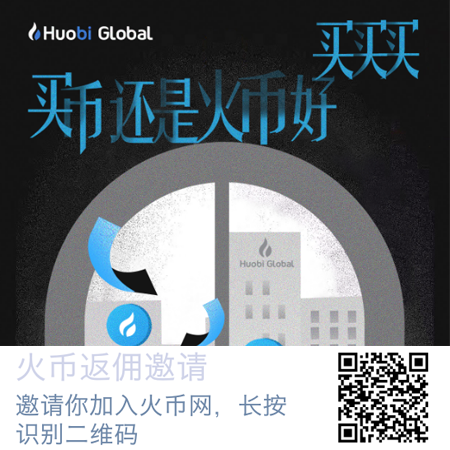 Huobi Global
买买买
买币还是火币好
Huobi Global
火币返佣邀请
邀请你加入火币网，长按
识别二维码